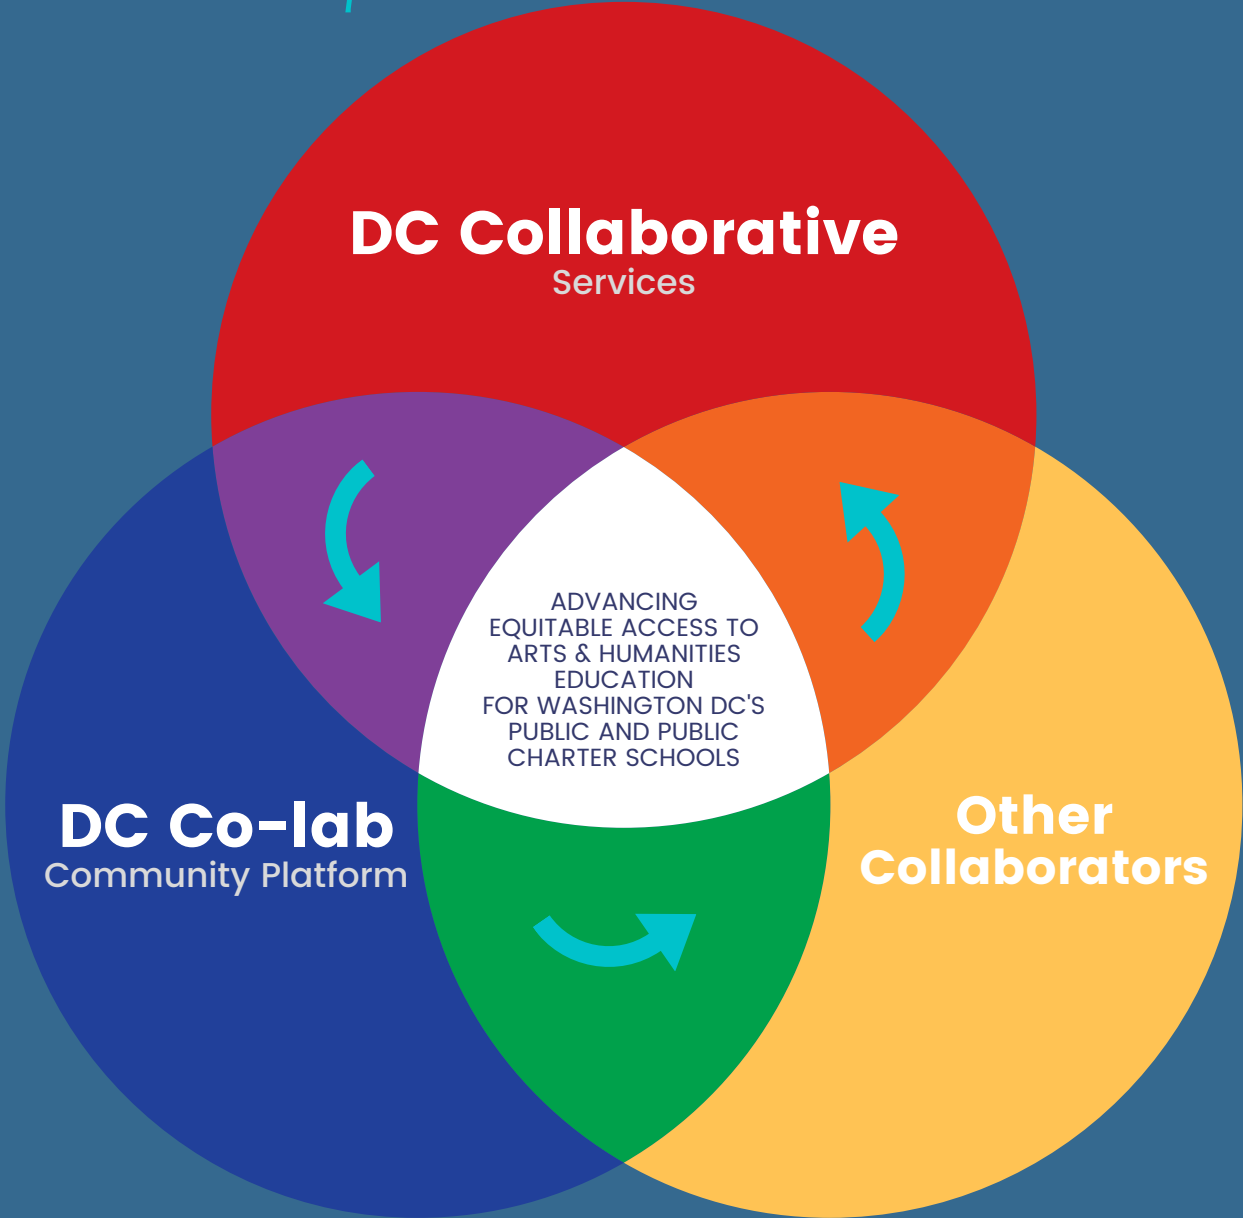 DC Collaborative
Services
ADVANCING
EQUITABLE ACCESS TO
ARTS & HUMANITIES
EDUCATION
FOR WASHINGTON DC'S
PUBLIC AND PUBLIC
CHARTER SCHOOLS
DC Co-lab
Community Platform
Other
Collaborators